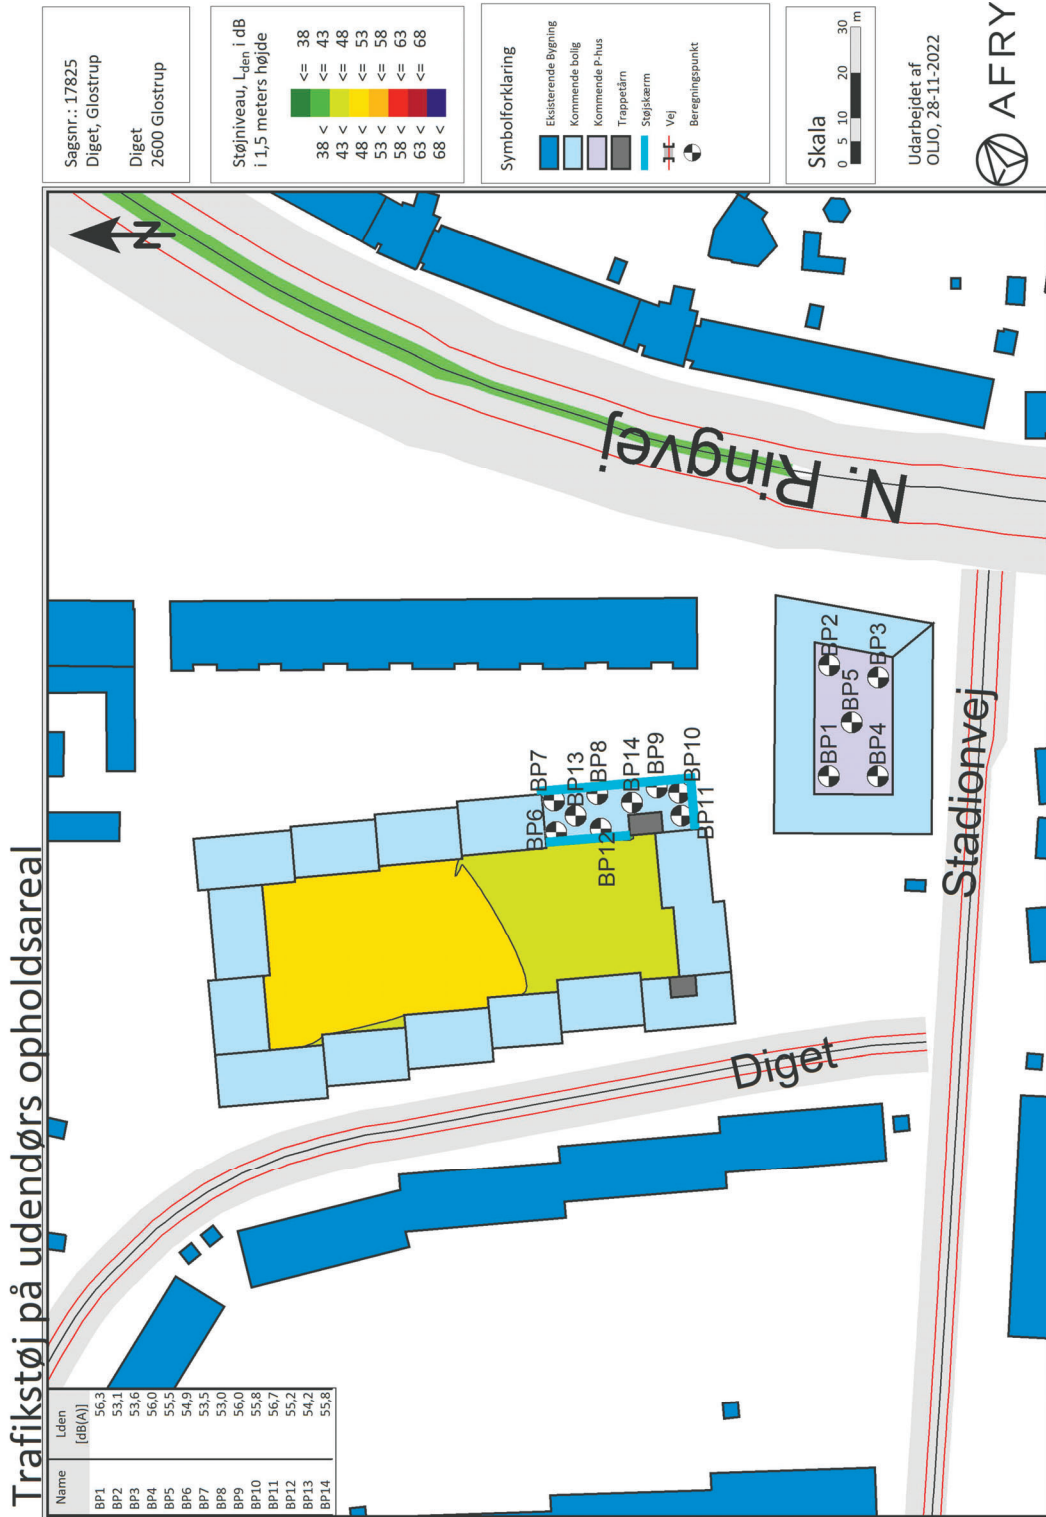 Trafikstøj på udendørs opholdsareal
Name Lden
[dB(A)]
BP1 56,3
BP2 53,1
BP3 53,6
BP4 56,0
BP5 55,5
BP6 54,9
BP7 53,5
BP8 53,0
BP9 56,0
BP10 55,8
BP11 56,7
BP12 55,2
BP13 54,2
BP14 55,8
N
N. Ringvej
Stadionvej
Diget
BP6
BP7
BP13
BP8
BP12
BP14
BP9
BP10
BP11
BP1
BP2
BP5
BP4
BP3
Sagsnr.: 17825
Diget, Glostrup
Diget
2600 Glostrup
Støjniveau, Lden i dB
i 1,5 meters højde
<= 38
38 < <= 43
43 < <= 48
48 < <= 53
53 < <= 58
58 < <= 63
63 < <= 68
68 <
Symbolforklaring
Eksisterende Bygning
Kommende bolig
Kommende P-hus
Trappetårn
Støjskærm
Vej
Beregningspunkt
Skala
0 5 10 20 30
m
Udarbejdet af
OLJO, 28-11-2022
AFRY